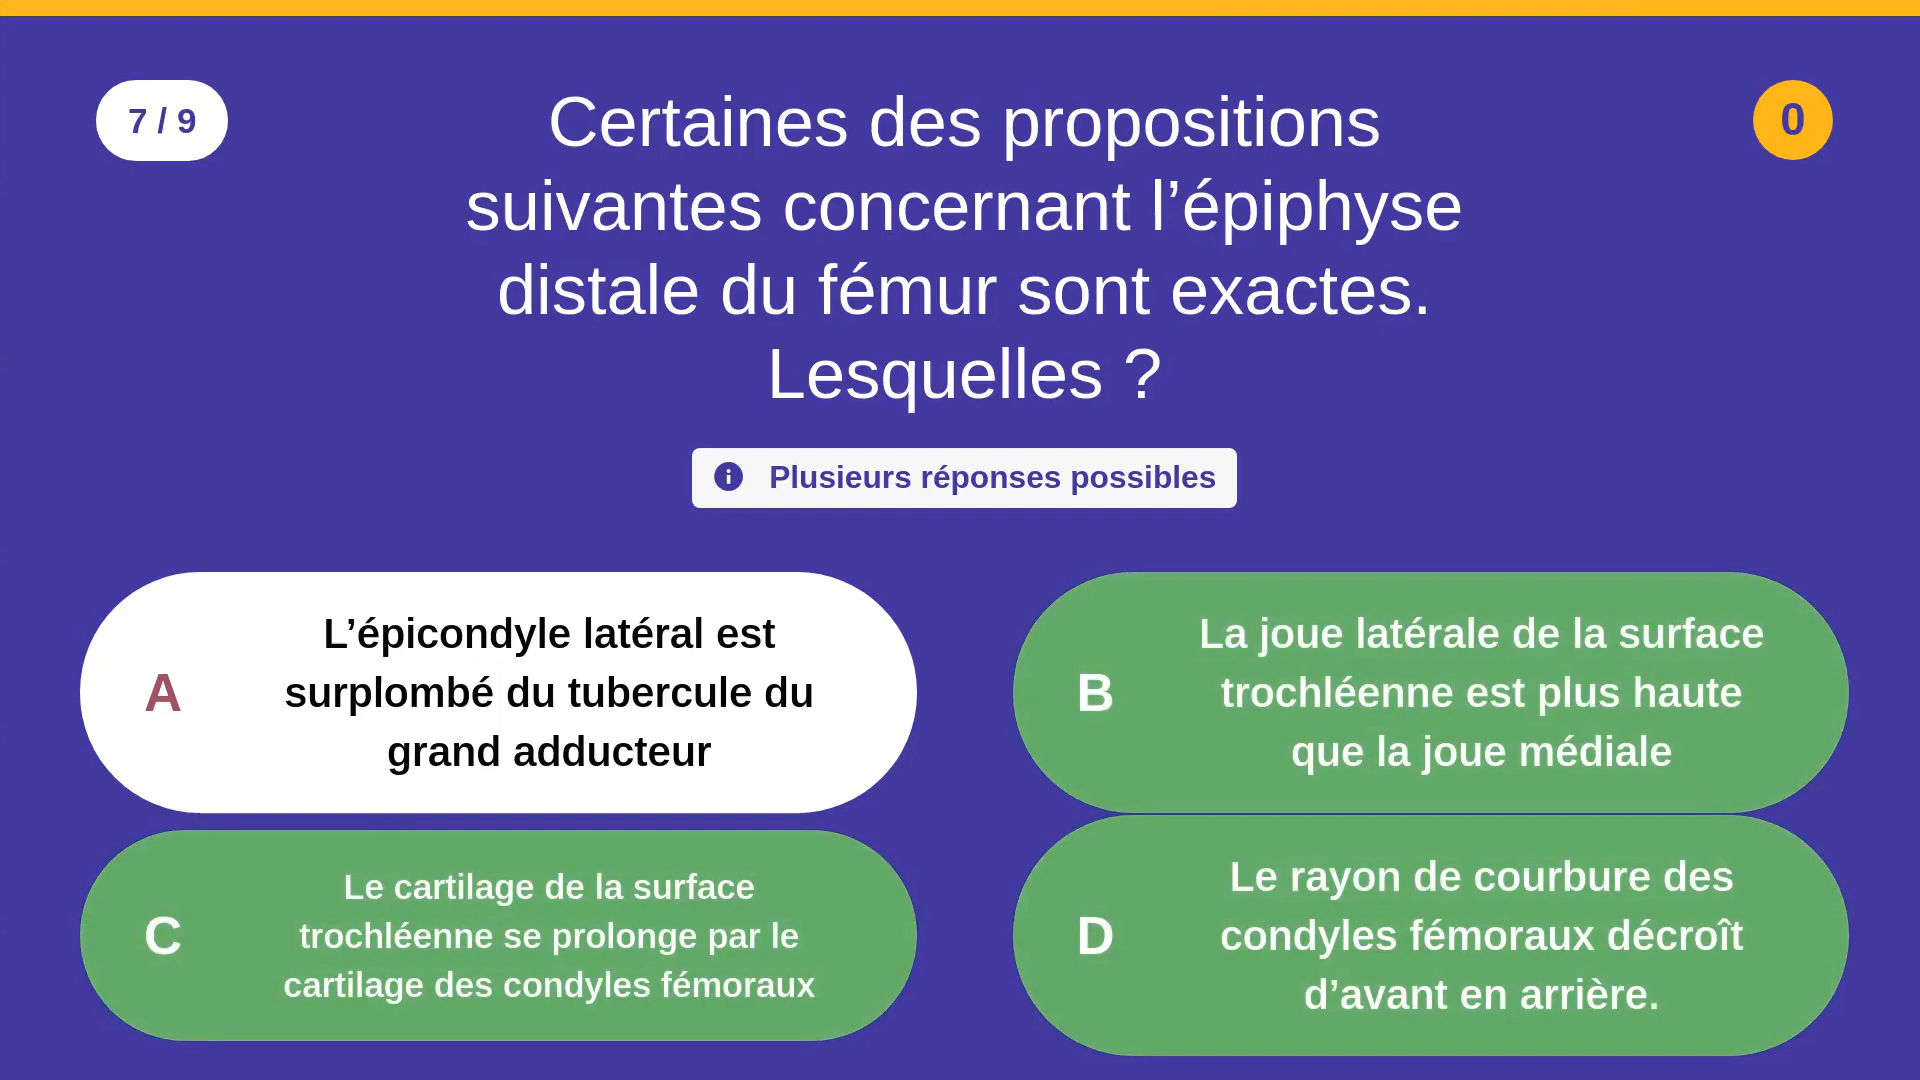 7 / 9
Certaines des propositions
suivantes concernant l’épiphyse
distale du fémur sont exactes.
Lesquelles ?
0
Plusieurs réponses possibles
A
L’épicondyle latéral est
surplombé du tubercule du
grand adducteur
B
La joue latérale de la surface
trochléenne est plus haute
que la joue médiale
C
Le cartilage de la surface
trochléenne se prolonge par le
cartilage des condyles fémoraux
D
Le rayon de courbure des
condyles fémoraux décroît
d’avant en arrière.